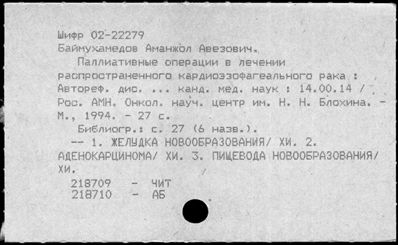 Шифр 02-22279
Баймухамедов Аманжол Авезович.
Паллиативные операции в лечении
распространенного кардиоэзофагеального рака :
Автореф. дис. ... канд. мед. наук : 14.00.14 /
Рос. АМН. Онкол. науч. центр им. Н. Н. Блохина. -
М., 1994. - 27 с.
Библиогр.: с. 27 (6 назв.).
-- 1. ЖЕЛУДКА НОВООБРАЗОВАНИЯ/ ХИ. 2.
АДЕНОКАРЦИНОМА/ ХИ. 3. ПИЩЕВОДА НОВООБРАЗОВАНИЯ/
ХИ.
218709 - ЧИТ
218710 - АБ